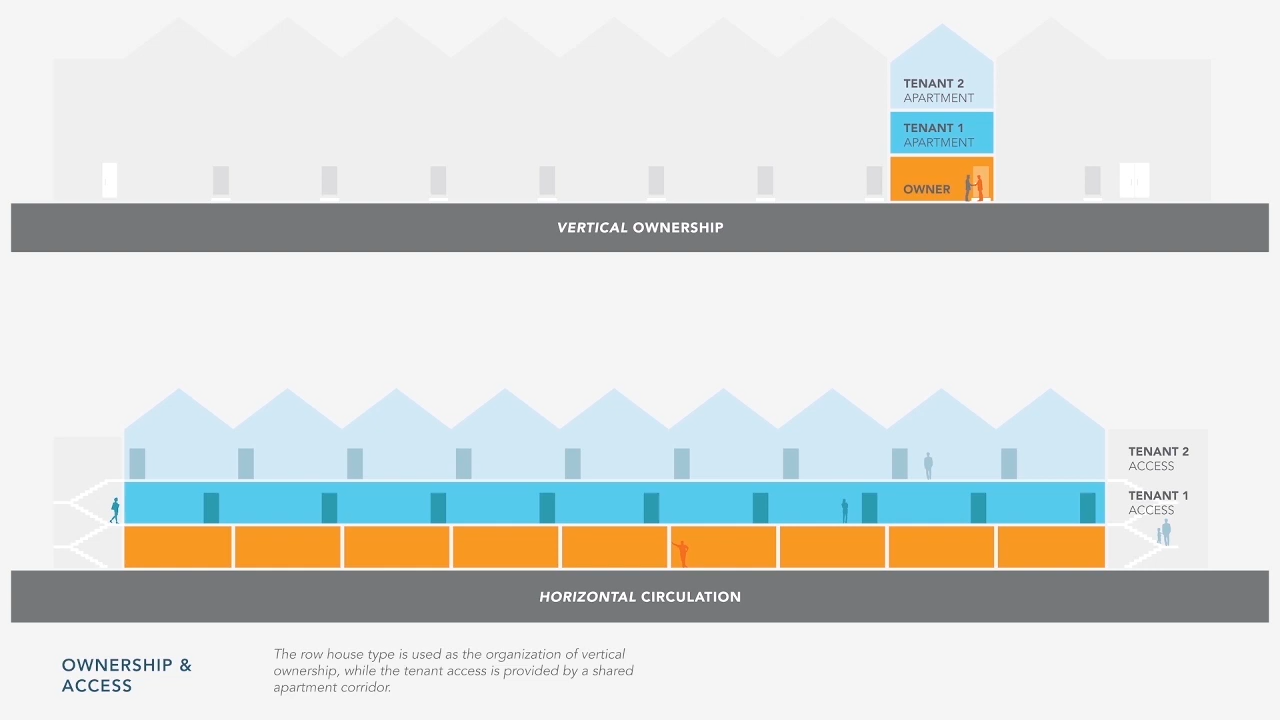 TENANT 2
APARTMENT
TENANT 1
APARTMENT
OWNER
VERTICAL OWNERSHIP
TENANT 2
ACCESS
TENANT 1
ACCESS
HORIZONTAL CIRCULATION
OWNERSHIP &
ACCESS
The row house type is used as the organization of vertical
ownership, while the tenant access is provided by a shared
apartment corridor.